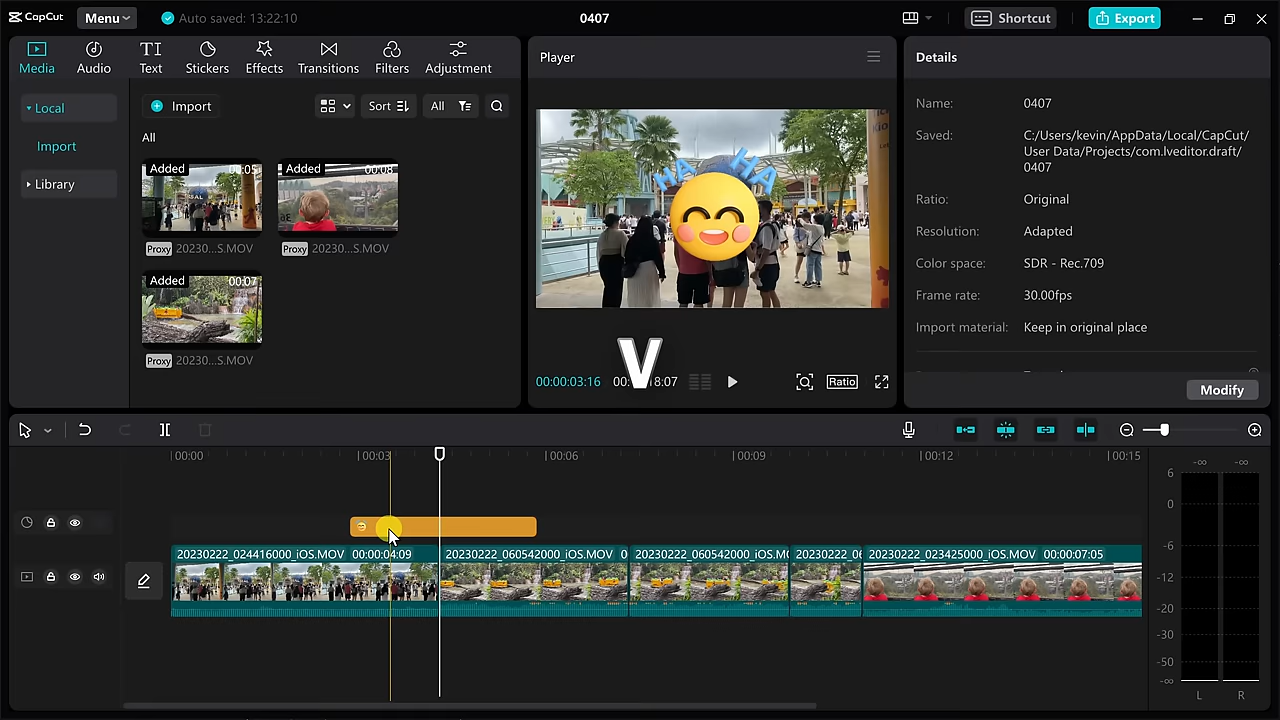 CapCut
Menu
Auto saved: 13:22:10
0407
Shortcut
Export
Media
Audio
TI
Text
Stickers
Effects
Transitions
Filters
Adjustment
Local
Import
Library
Import
Sort
All
All
Added
00:05
Added
00:08
Proxy 20230...S.MOV
Proxy 20230...S.MOV
Added
00:07
Proxy 20230...S.MOV
Player
HA HA
V
00:00:03:16
18:07
Ratio
Details
Name: 0407
Saved: C:/Users/kevin/AppData/Local/CapCut/
User Data/Projects/com.lveditor.draft/
0407
Ratio: Original
Resolution: Adapted
Color space: SDR - Rec.709
Frame rate: 30.00fps
Import material: Keep in original place
Modify
00:00
00:03
00:06
00:09
00:12
00:15
20230222_024416000_iOS.MOV 00:00:04:09
20230222_060542000_iOS.MOV 0
20230222_060542000_iOS.M
20230222_06
20230222_023425000_iOS.MOV 00:00:07:05
-∞ -∞
6
0
-6
-12
-20
-30
-50
-∞
L R